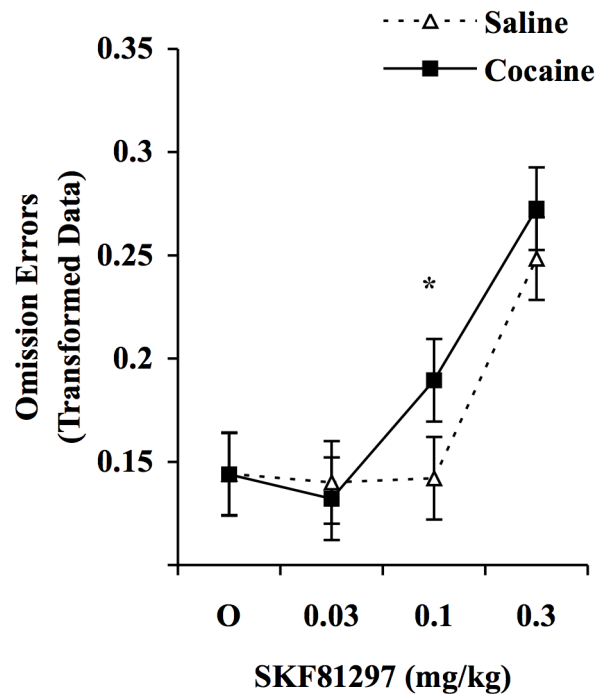 Saline
Cocaine
0.35
0.3
0.25
0.2
0.15
Omission Errors
(Transformed Data)
*
O 0.03 0.1 0.3
SKF81297 (mg/kg)